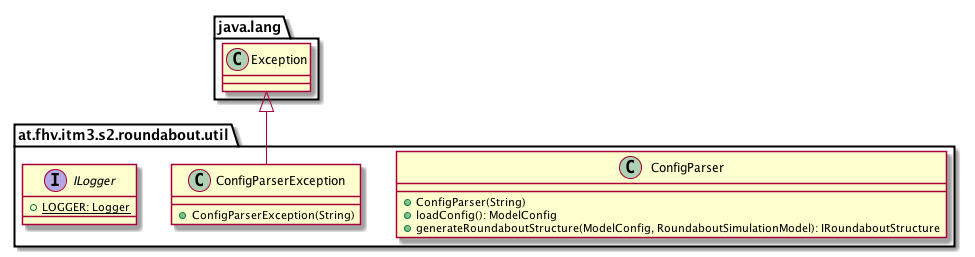 java.lang
C Exception
at.fhv.itm3.s2.roundabout.util
I ILogger
LOGGER: Logger
C ConfigParserException
ConfigParserException(String)
C ConfigParser
ConfigParser(String)
loadConfig(): ModelConfig
generateRoundaboutStructure(ModelConfig, RoundaboutSimulationModel): IRoundaboutStructure